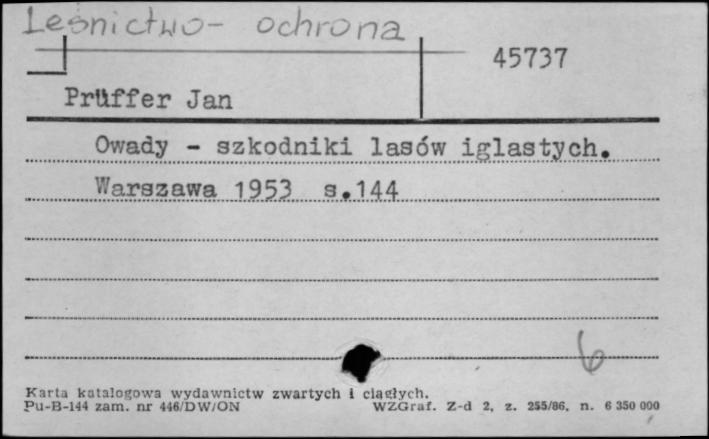 Leśnictwo - ochrona
45737
Prüffer Jan
Owady - szkodniki lasów iglastych.
Warszawa 1953 s.144
6
Karta katalogowa wydawnictw zwartych i ciągłych.
Pu-B-144 zam. nr 446/DW/ON WZGraf. Z-d 2, z. 255/86, n. 6 350 000